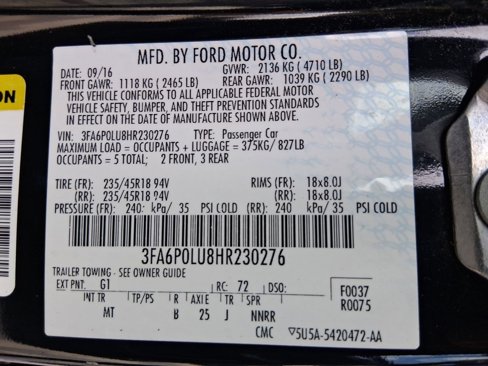 MFD. BY FORD MOTOR CO.
DATE: 09/16 GVWR: 2136 KG ( 4710 LB)
FRONT GAWR: 1118 KG ( 2465 LB) REAR GAWR: 1039 KG ( 2290 LB)
THIS VEHICLE CONFORMS TO ALL APPLICABLE FEDERAL MOTOR
VEHICLE SAFETY, BUMPER, AND THEFT PREVENTION STANDARDS
IN EFFECT ON THE DATE OF MANUFACTURE SHOWN ABOVE.
VIN: 3FA6P0LU8HR230276 TYPE: Passenger Car
MAXIMUM LOAD = OCCUPANTS + LUGGAGE = 375KG/ 827LB
OCCUPANTS = 5 TOTAL; 2 FRONT, 3 REAR
TIRE (FR): 235/45R18 94V RIMS (FR): 18x8.0J
(RR): 235/45R18 94V (RR): 18x8.0J
PRESSURE (FR): 240 kPa/ 35 PSI COLD (RR): 240 kPa/ 35 PSI COLD
3FA6P0LU8HR230276
TRAILER TOWING - SEE OWNER GUIDE
EXT PNT: G1 RC: 72 DSO: F0037
R0075
INT TR TP/PS R AXLE TR SPR
MT B 25 J NNRR
CMC ▽5U5A-5420472-AA
ON